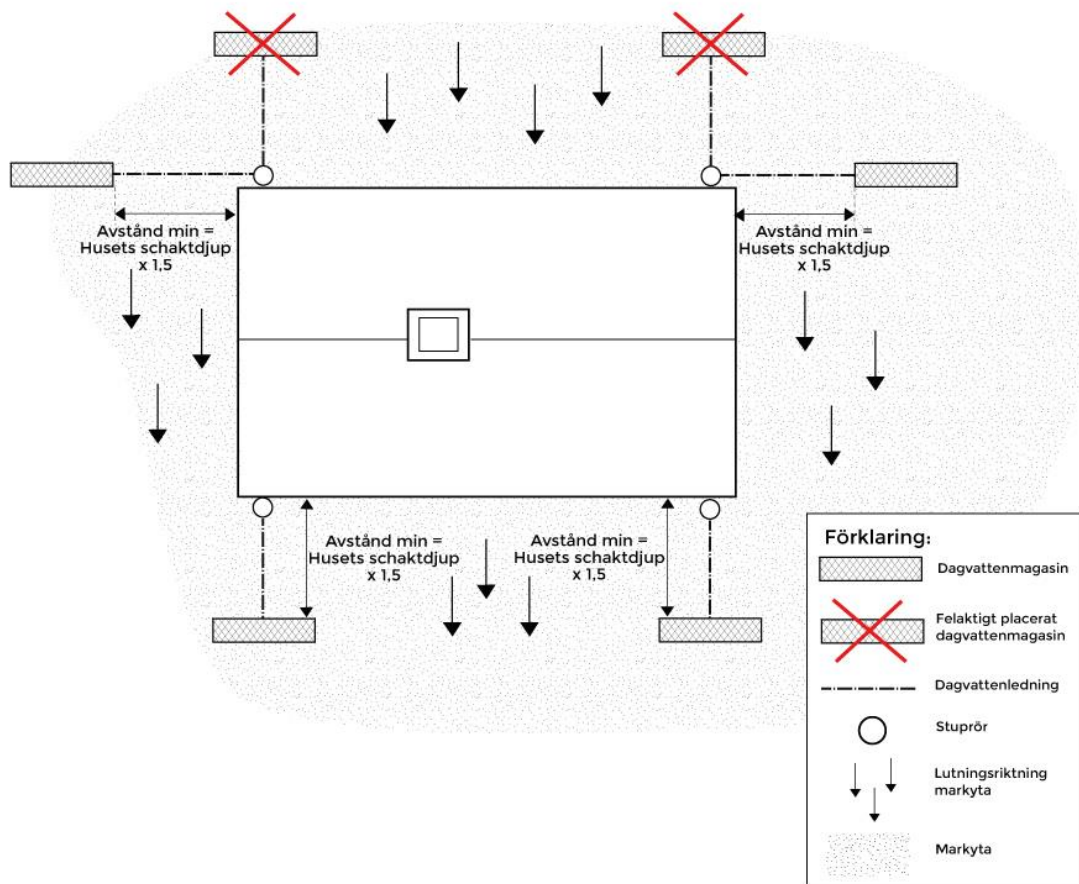 Avstånd min =
Husets schaktdjup
x 1,5
Avstånd min =
Husets schaktdjup
x 1,5
Avstånd min =
Husets schaktdjup
x 1,5
Avstånd min =
Husets schaktdjup
x 1,5
Förklaring:
Dagvattenmagasin
Felaktigt placerat
dagvattenmagasin
Dagvattenledning
Stuprör
Lutningsriktning
markyta
Markyta